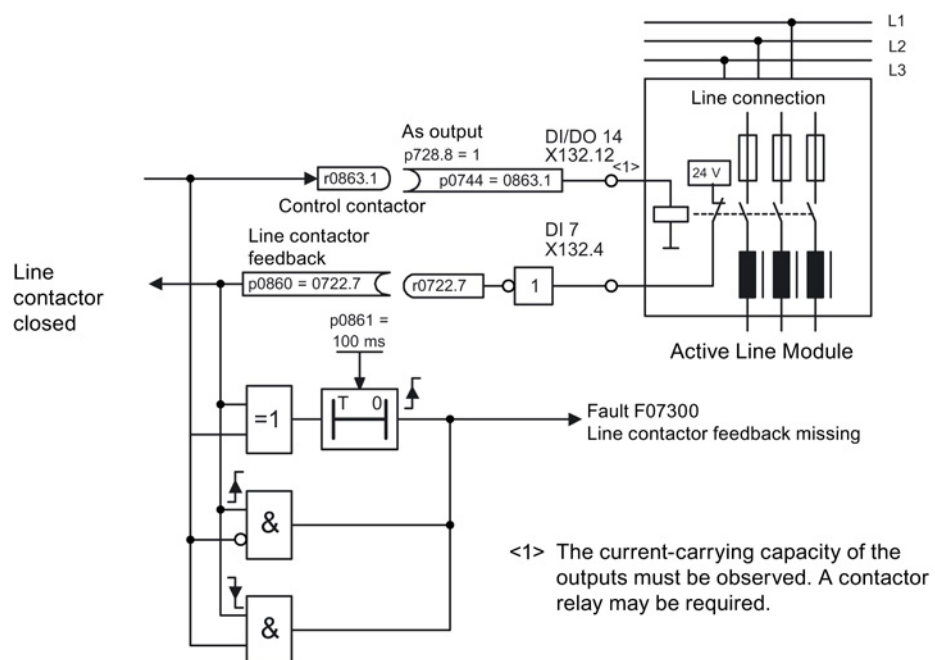 L1
L2
L3
Line connection
As output
p728.8 = 1
DI/DO 14
X132.12
<1>
24 V
r0863.1
p0744 = 0863.1
Control contactor
Line contactor
feedback
DI 7
X132.4
Line
contactor
closed
p0860 = 0722.7
r0722.7
1
p0861 =
100 ms
Active Line Module
=1
T 0
Fault F07300
Line contactor feedback missing
&
<1> The current-carrying capacity of the
outputs must be observed. A contactor
relay may be required.
&